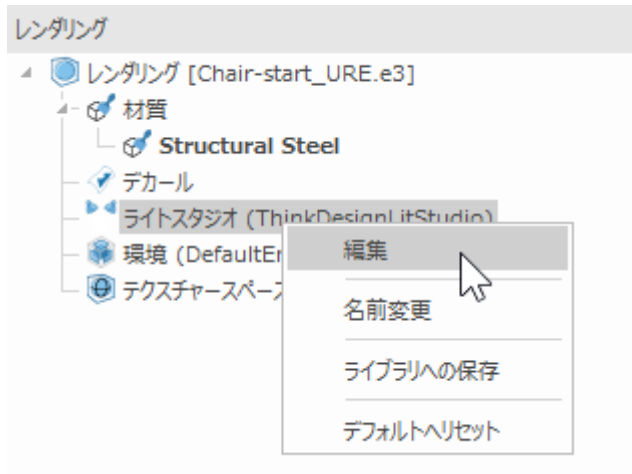 レンダリング
レンダリング [Chair-start_URE.e3]
材質
Structural Steel
デカール
ライトスタジオ (ThinkDesignLitStudio)
環境 (DefaultEr
テクスチャースペース
編集
名前変更
ライブラリへの保存
デフォルトへリセット